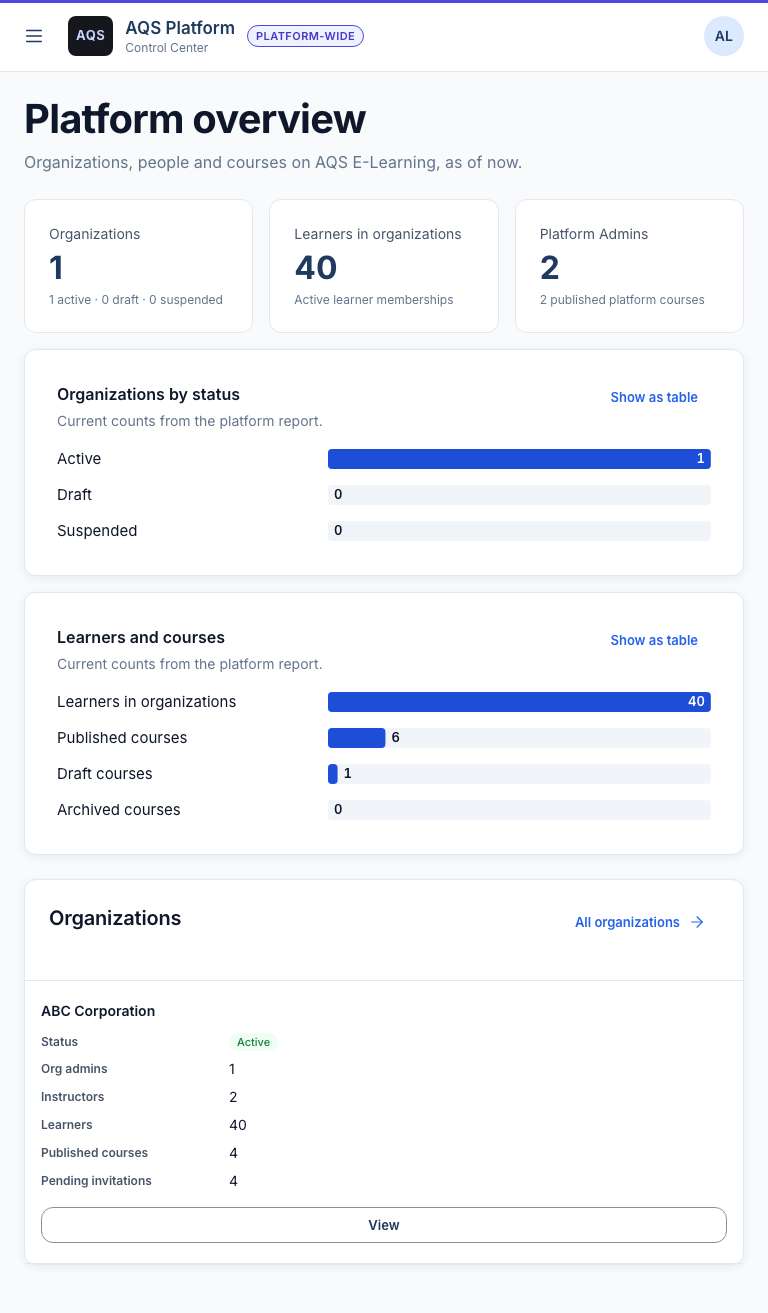 AQS
AQS Platform
Control Center
PLATFORM-WIDE
AL
Platform overview
Organizations, people and courses on AQS E-Learning, as of now.
Organizations
1
1 active · 0 draft · 0 suspended
Learners in organizations
40
Active learner memberships
Platform Admins
2
2 published platform courses
Organizations by status
Show as table
Current counts from the platform report.
Active 1
Draft 0
Suspended 0
Learners and courses
Show as table
Current counts from the platform report.
Learners in organizations 40
Published courses 6
Draft courses 1
Archived courses 0
Organizations
All organizations
ABC Corporation
Status Active
Org admins 1
Instructors 2
Learners 40
Published courses 4
Pending invitations 4
View